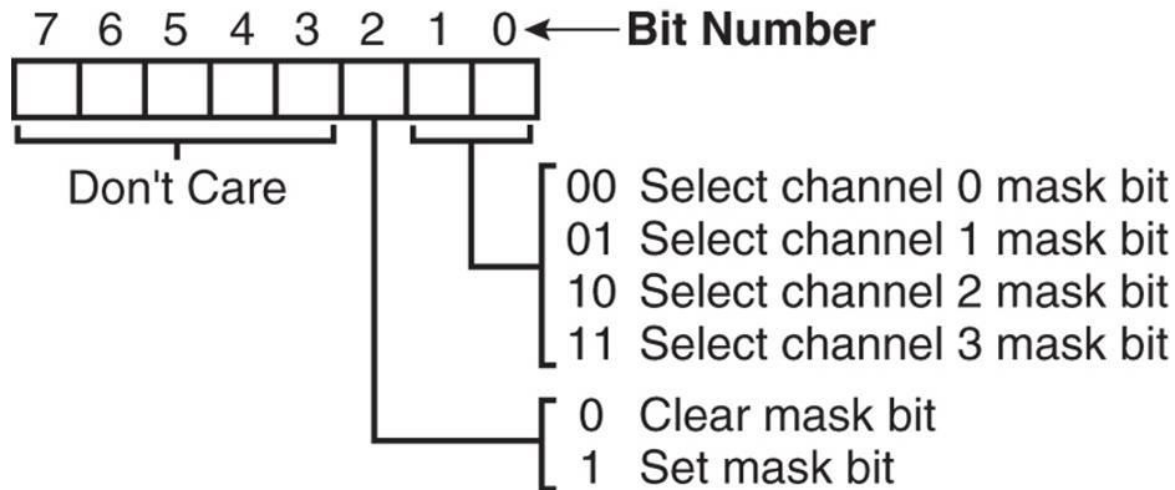 7 6 5 4 3 2 1 0 Bit Number
Don't Care
00 Select channel 0 mask bit
01 Select channel 1 mask bit
10 Select channel 2 mask bit
11 Select channel 3 mask bit
0 Clear mask bit
1 Set mask bit